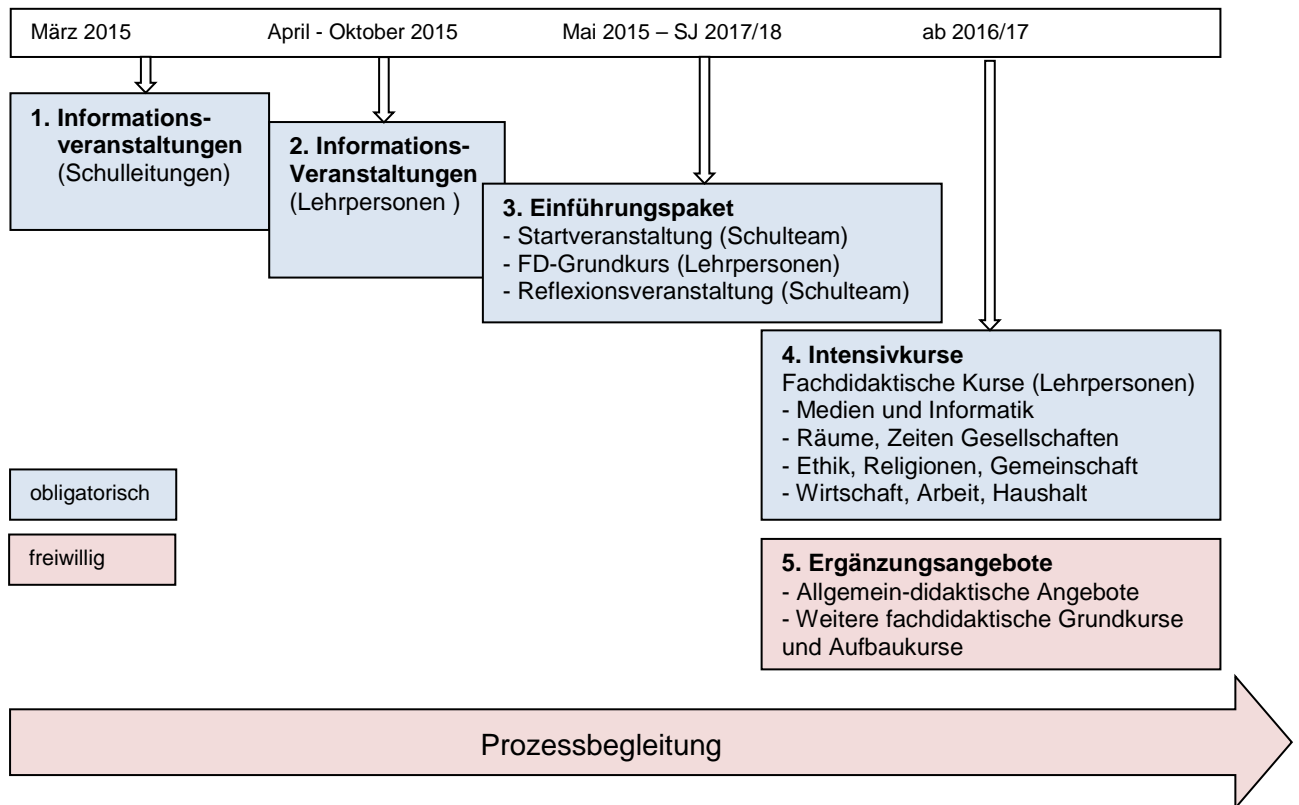 März 2015 April - Oktober 2015 Mai 2015 – SJ 2017/18 ab 2016/17
1. Informations-
veranstaltungen
(Schulleitungen)
2. Informations-
Veranstaltungen
(Lehrpersonen )
3. Einführungspaket
- Startveranstaltung (Schulteam)
- FD-Grundkurs (Lehrpersonen)
- Reflexionsveranstaltung (Schulteam)
4. Intensivkurse
Fachdidaktische Kurse (Lehrpersonen)
- Medien und Informatik
- Räume, Zeiten Gesellschaften
- Ethik, Religionen, Gemeinschaft
- Wirtschaft, Arbeit, Haushalt
obligatorisch
freiwillig
5. Ergänzungsangebote
- Allgemein-didaktische Angebote
- Weitere fachdidaktische Grundkurse
und Aufbaukurse
Prozessbegleitung